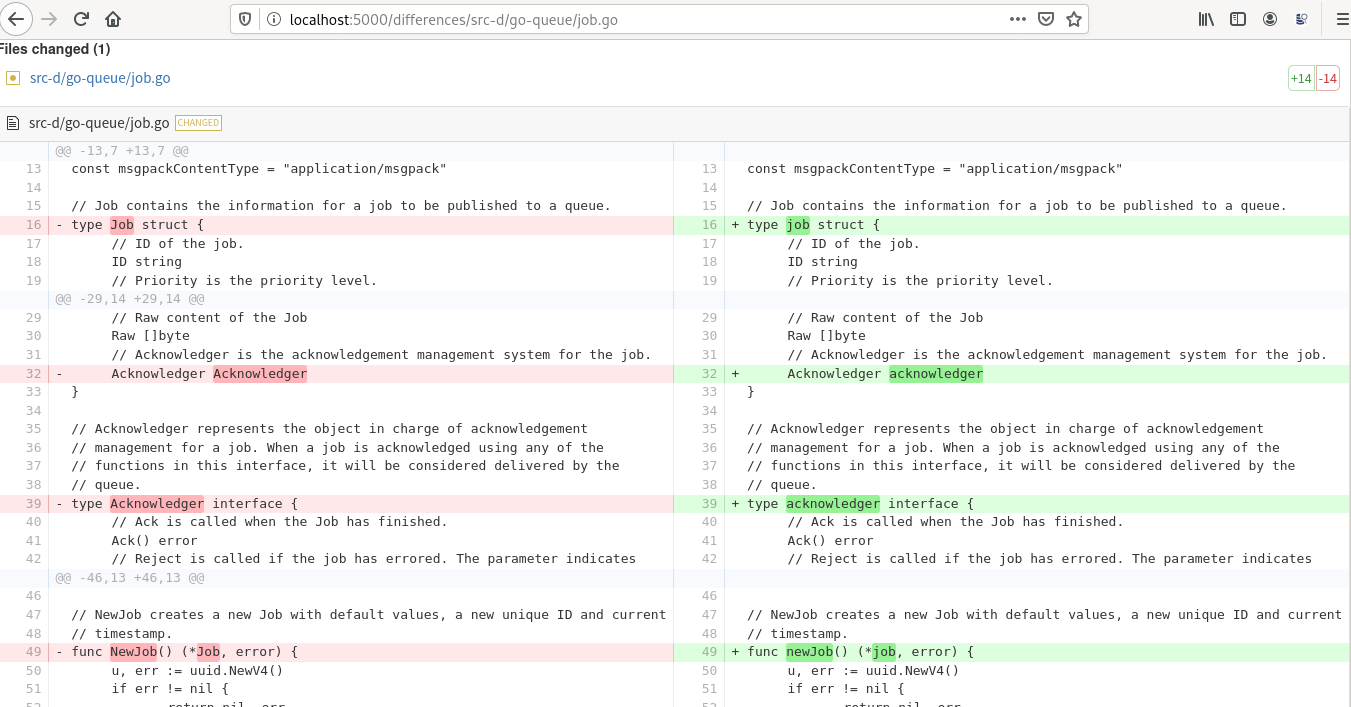 localhost:5000/differences/src-d/go-queue/job.go
Files changed (1)
src-d/go-queue/job.go
+14 -14
src-d/go-queue/job.go CHANGED
@@ -13,7 +13,7 @@
13 const msgpackContentType = "application/msgpack" 13 const msgpackContentType = "application/msgpack"
14 14
15 // Job contains the information for a job to be published to a queue. 15 // Job contains the information for a job to be published to a queue.
16 - type Job struct { 16 + type job struct {
17 // ID of the job. 17 // ID of the job.
18 ID string 18 ID string
19 // Priority is the priority level. 19 // Priority is the priority level.
@@ -29,14 +29,14 @@
29 // Raw content of the Job 29 // Raw content of the Job
30 Raw []byte 30 Raw []byte
31 // Acknowledger is the acknowledgement management system for the job. 31 // Acknowledger is the acknowledgement management system for the job.
32 - Acknowledger Acknowledger 32 + Acknowledger acknowledger
33 } 33 }
34 34
35 // Acknowledger represents the object in charge of acknowledgement 35 // Acknowledger represents the object in charge of acknowledgement
36 // management for a job. When a job is acknowledged using any of the 36 // management for a job. When a job is acknowledged using any of the
37 // functions in this interface, it will be considered delivered by the 37 // functions in this interface, it will be considered delivered by the
38 // queue. 38 // queue.
39 - type Acknowledger interface { 39 + type acknowledger interface {
40 // Ack is called when the Job has finished. 40 // Ack is called when the Job has finished.
41 Ack() error 41 Ack() error
42 // Reject is called if the job has errored. The parameter indicates 42 // Reject is called if the job has errored. The parameter indicates
@@ -46,13 +46,13 @@
46 46
47 // NewJob creates a new Job with default values, a new unique ID and current 47 // NewJob creates a new Job with default values, a new unique ID and current
48 // timestamp. 48 // timestamp.
49 - func NewJob() (*Job, error) { 49 + func newJob() (*job, error) {
50 u, err := uuid.NewV4() 50 u, err := uuid.NewV4()
51 if err != nil { 51 if err != nil {
52 return nil, err 52 return nil, err